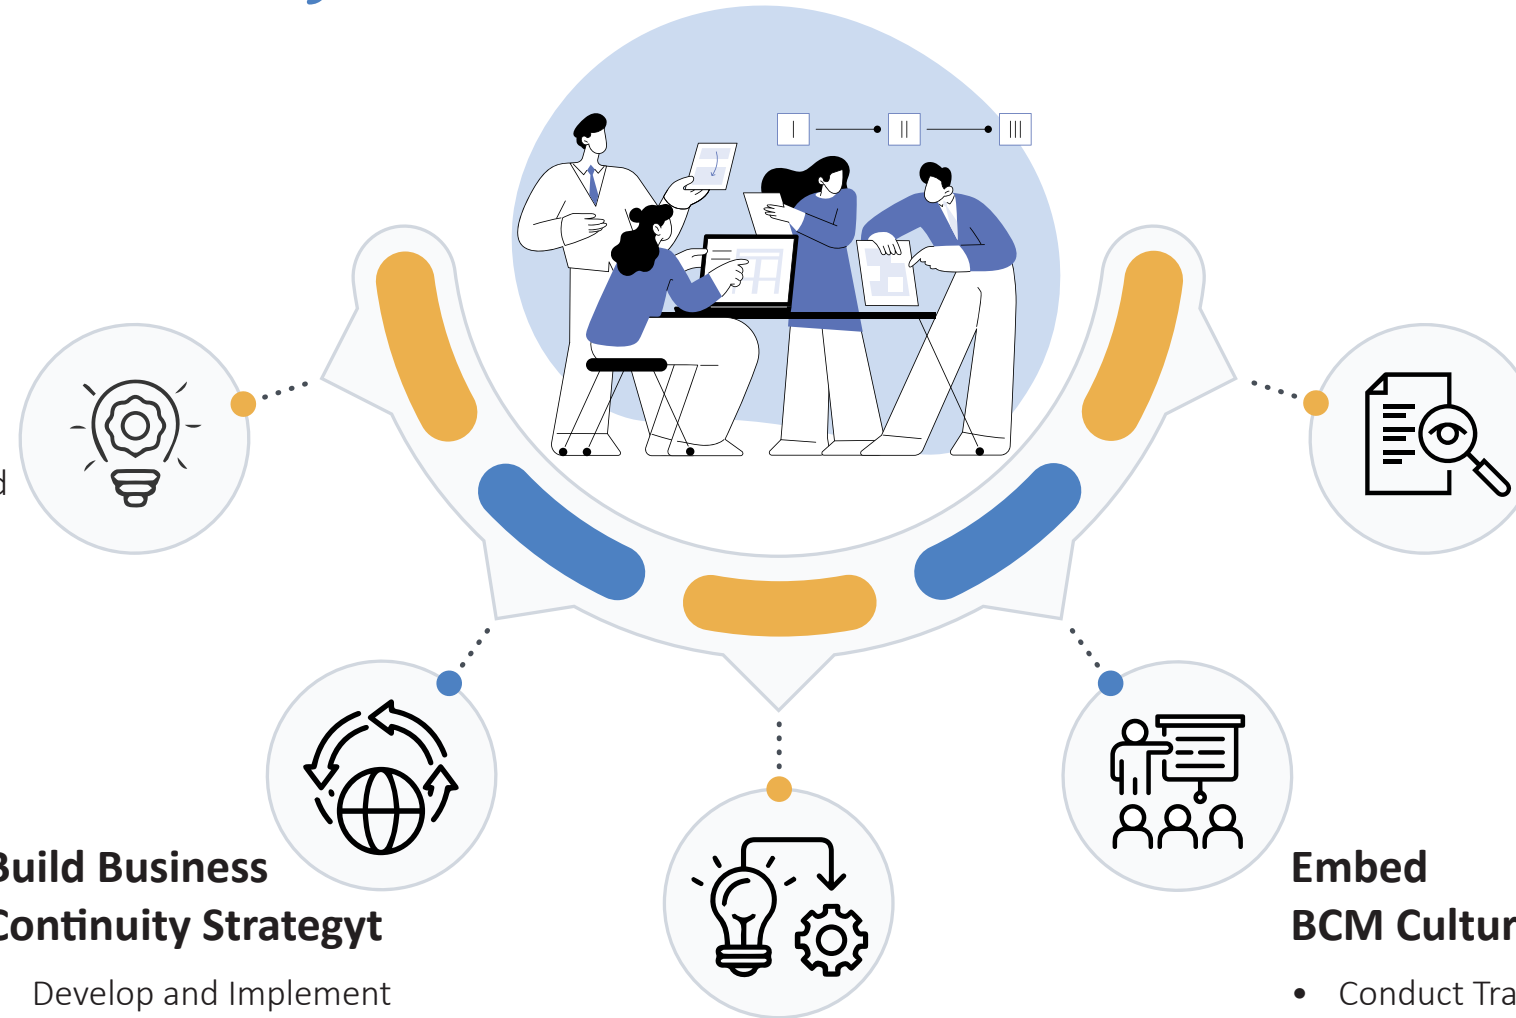 Build Business
Continuity Strategyt
Develop and Implement
Embed
BCM Cultur
• Conduct Tra